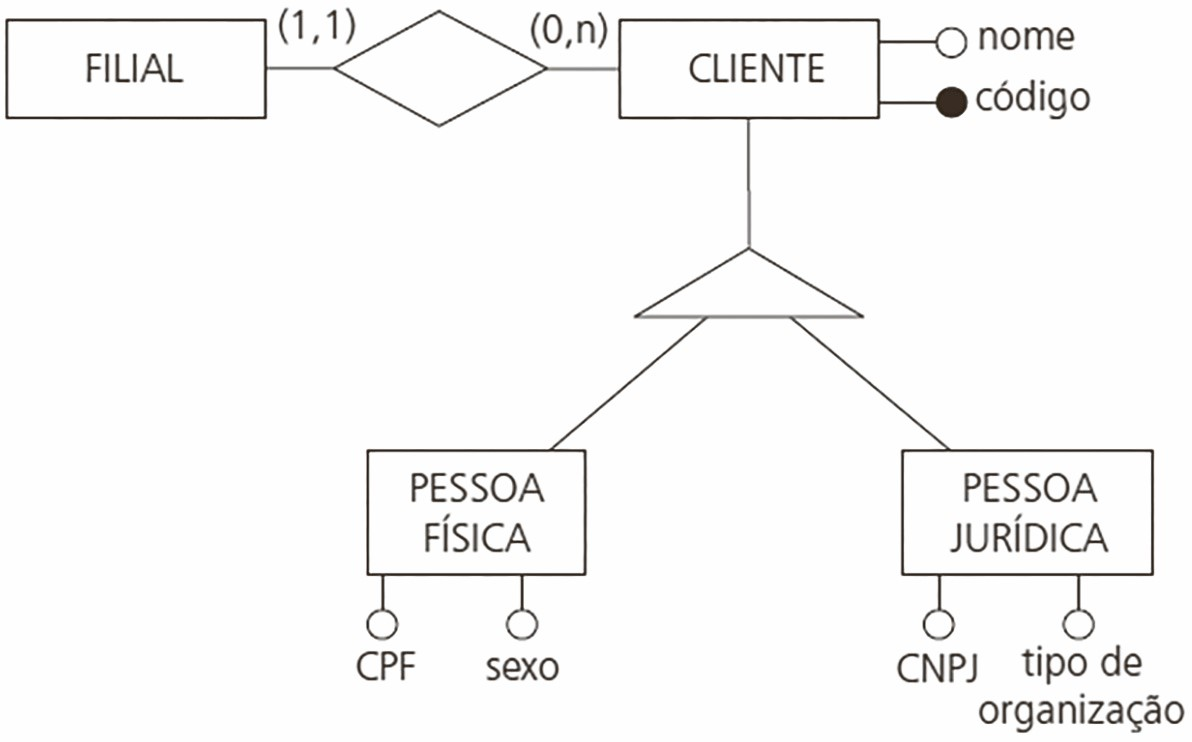 FILIAL
(1,1)
(0,n)
CLIENTE
nome
código
PESSOA
FÍSICA
PESSOA
JURÍDICA
CPF
sexo
CNPJ
tipo de
organização